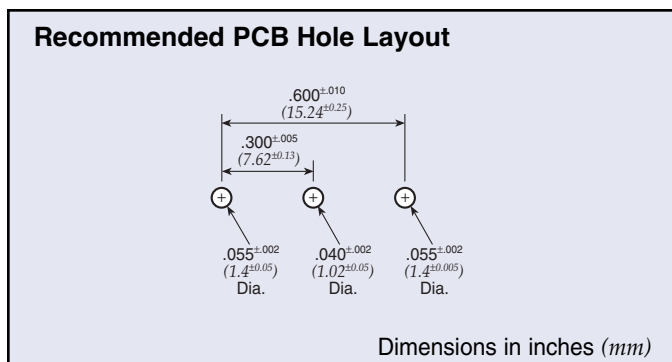 Recommended PCB Hole Layout
.600±.010
(15.24±0.25)
.300±.005
(7.62±0.13)
.055±.002
(1.4±0.05)
Dia.
.040±.002
(1.02±0.05)
Dia.
.055±.002
(1.4±0.005)
Dia.
Dimensions in inches (mm)